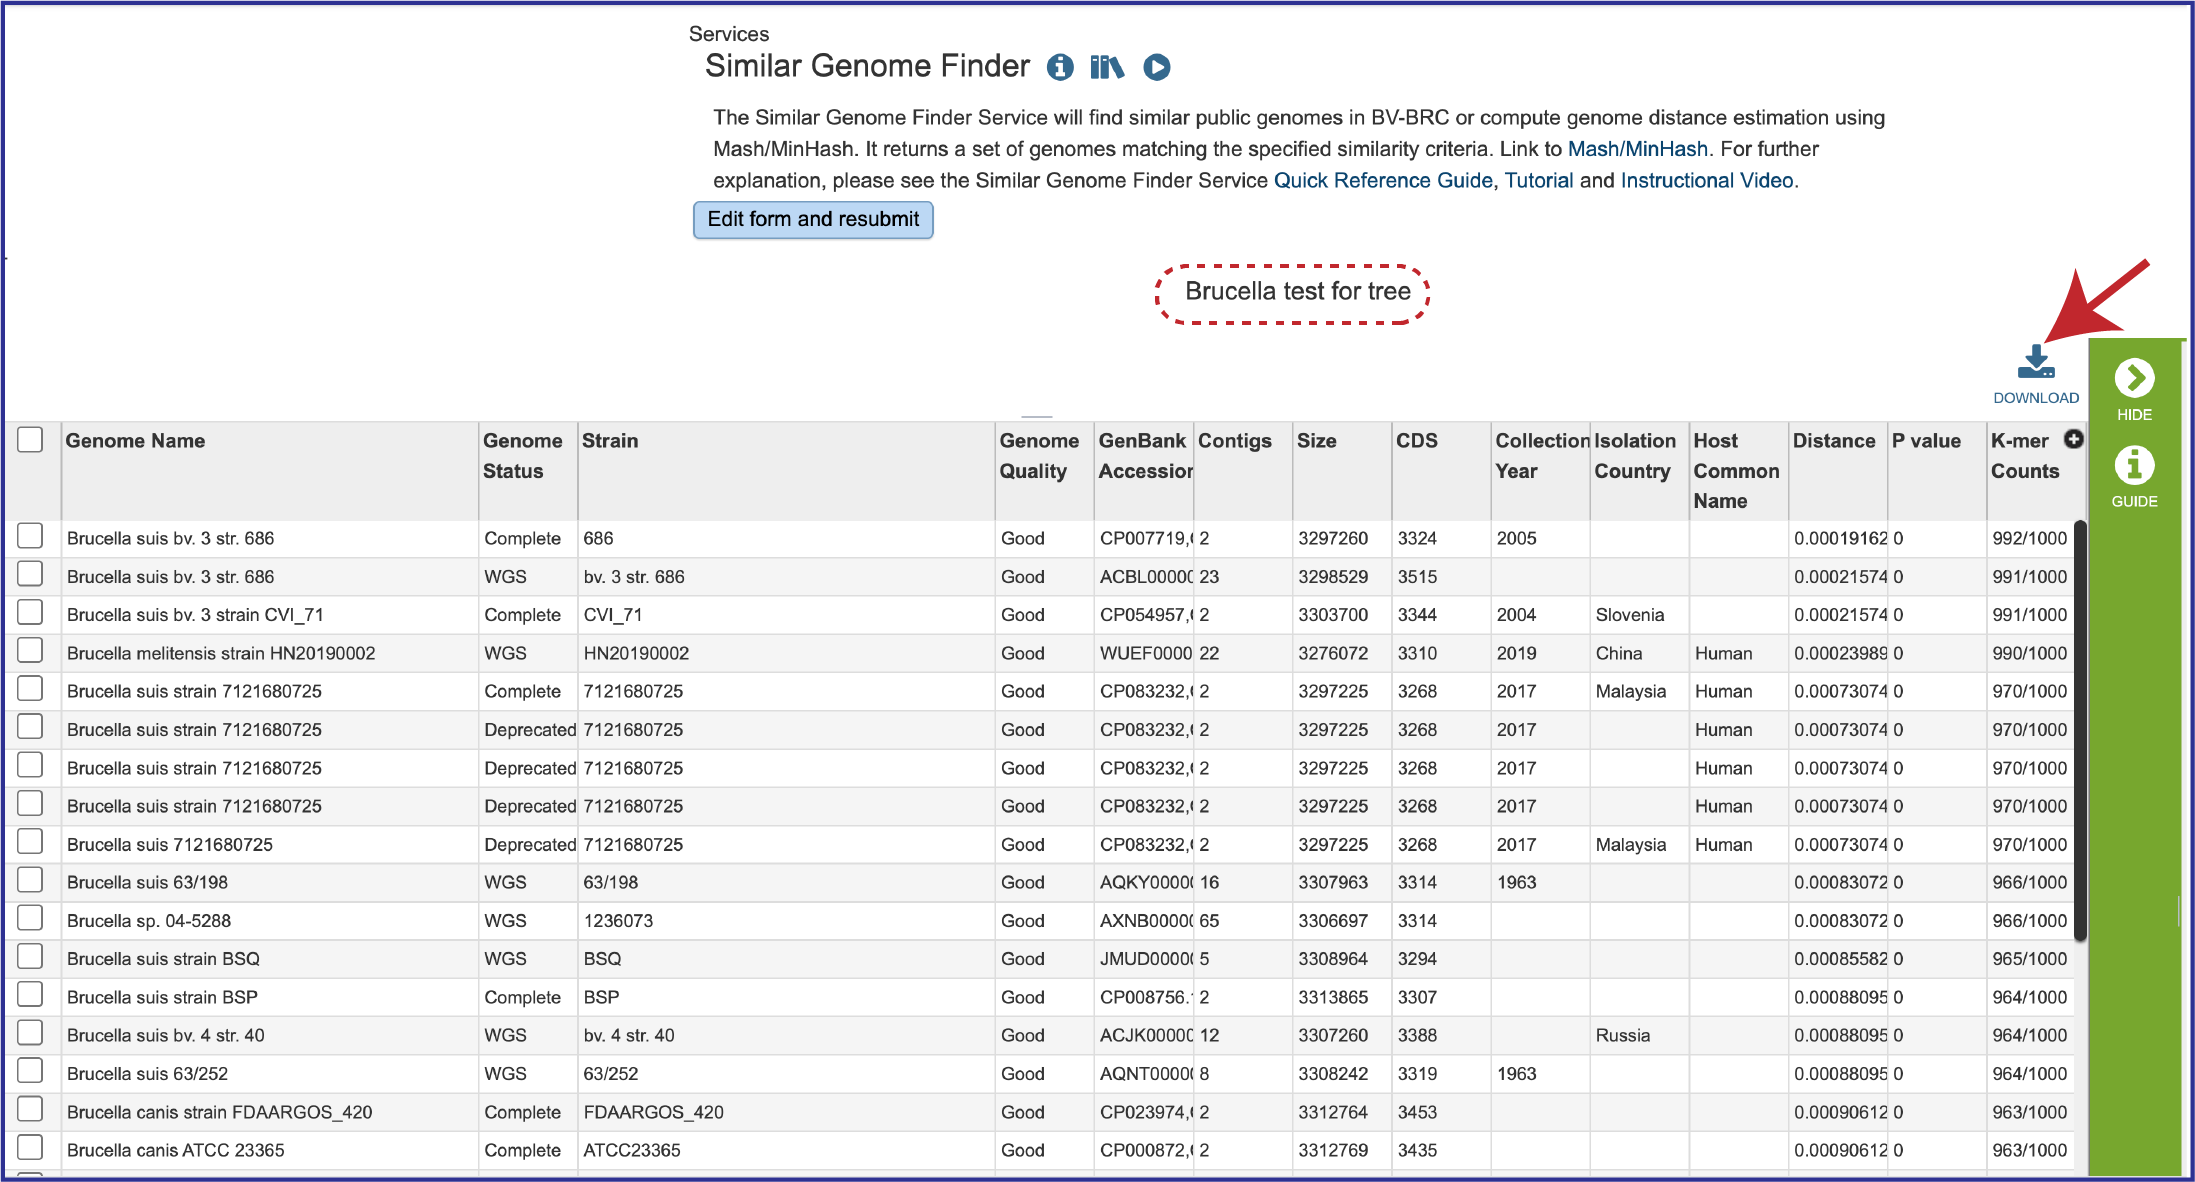 Services
Similar Genome Finder
The Similar Genome Finder Service will find similar public genomes in BV-BRC or compute genome distance estimation using
Mash/MinHash. It returns a set of genomes matching the specified similarity criteria. Link to Mash/MinHash. For further
explanation, please see the Similar Genome Finder Service Quick Reference Guide, Tutorial and Instructional Video.
Edit form and resubmit
Brucella test for tree
DOWNLOAD
HIDE
GUIDE
Genome Name Genome Status Strain Genome Quality GenBank Accession Contigs Size CDS Collection Year Isolation Country Host Common Name Distance P value K-mer Counts
Brucella suis bv. 3 str. 686 Complete 686 Good CP007719, 2 3297260 3324 2005 0.00019162 0 992/1000
Brucella suis bv. 3 str. 686 WGS bv. 3 str. 686 Good ACBL00000 23 3298529 3515 0.00021574 0 991/1000
Brucella suis bv. 3 strain CVI_71 Complete CVI_71 Good CP054957, 2 3303700 3344 2004 Slovenia 0.00021574 0 991/1000
Brucella melitensis strain HN20190002 WGS HN20190002 Good WUEF0000 22 3276072 3310 2019 China Human 0.00023989 0 990/1000
Brucella suis strain 7121680725 Complete 7121680725 Good CP083232, 2 3297225 3268 2017 Malaysia Human 0.00073074 0 970/1000
Brucella suis strain 7121680725 Deprecated 7121680725 Good CP083232, 2 3297225 3268 2017 Human 0.00073074 0 970/1000
Brucella suis strain 7121680725 Deprecated 7121680725 Good CP083232, 2 3297225 3268 2017 Human 0.00073074 0 970/1000
Brucella suis strain 7121680725 Deprecated 7121680725 Good CP083232, 2 3297225 3268 2017 Human 0.00073074 0 970/1000
Brucella suis 7121680725 Deprecated 7121680725 Good CP083232, 2 3297225 3268 2017 Malaysia Human 0.00073074 0 970/1000
Brucella suis 63/198 WGS 63/198 Good AQKY0000 16 3307963 3314 1963 0.00083072 0 966/1000
Brucella sp. 04-5288 WGS 1236073 Good AXNB0000 65 3306697 3314 0.00083072 0 966/1000
Brucella suis strain BSQ WGS BSQ Good JMUD0000 5 3308964 3294 0.00085582 0 965/1000
Brucella suis strain BSP Complete BSP Good CP008756. 2 3313865 3307 0.00088095 0 964/1000
Brucella suis bv. 4 str. 40 WGS bv. 4 str. 40 Good ACJK00000 12 3307260 3388 Russia 0.00088095 0 964/1000
Brucella suis 63/252 WGS 63/252 Good AQNT0000 8 3308242 3319 1963 0.00088095 0 964/1000
Brucella canis strain FDAARGOS_420 Complete FDAARGOS_420 Good CP023974, 2 3312764 3453 0.00090612 0 963/1000
Brucella canis ATCC 23365 Complete ATCC23365 Good CP000872, 2 3312769 3435 0.00090612 0 963/1000